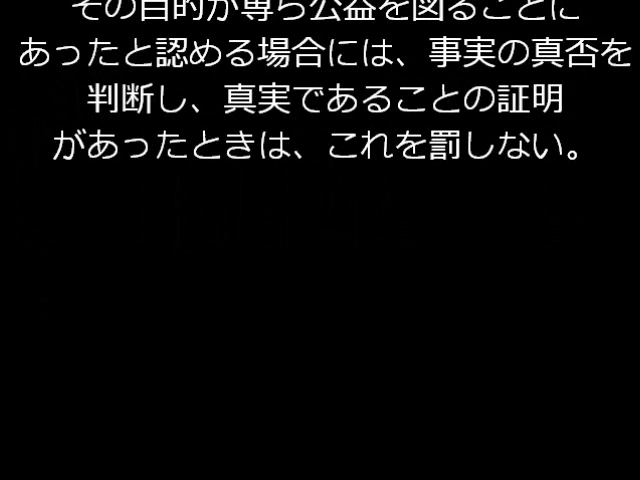 その目的が専ら公益を図ることに
あったと認める場合には、事実の真否を
判断し、真実であることの証明
があったときは、これを罰しない。